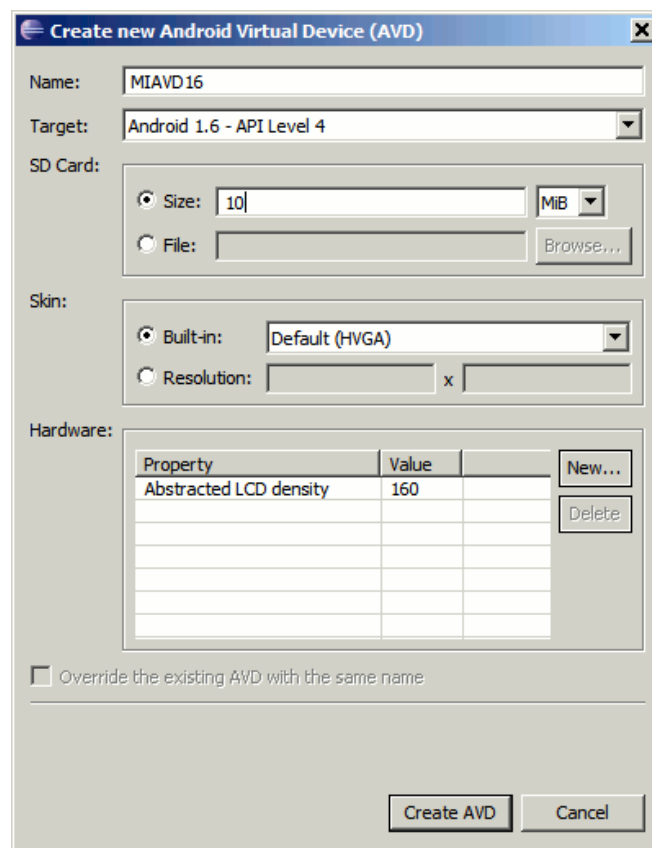 Create new Android Virtual Device (AVD)
Name: MIAVD16
Target: Android 1.6 - API Level 4
SD Card:
Size: 10 MiB
File: Browse...
Skin:
Built-in: Default (HVGA)
Resolution: x
Hardware:
Property Value New...
Abstracted LCD density 160
Delete
Override the existing AVD with the same name
Create AVD Cancel